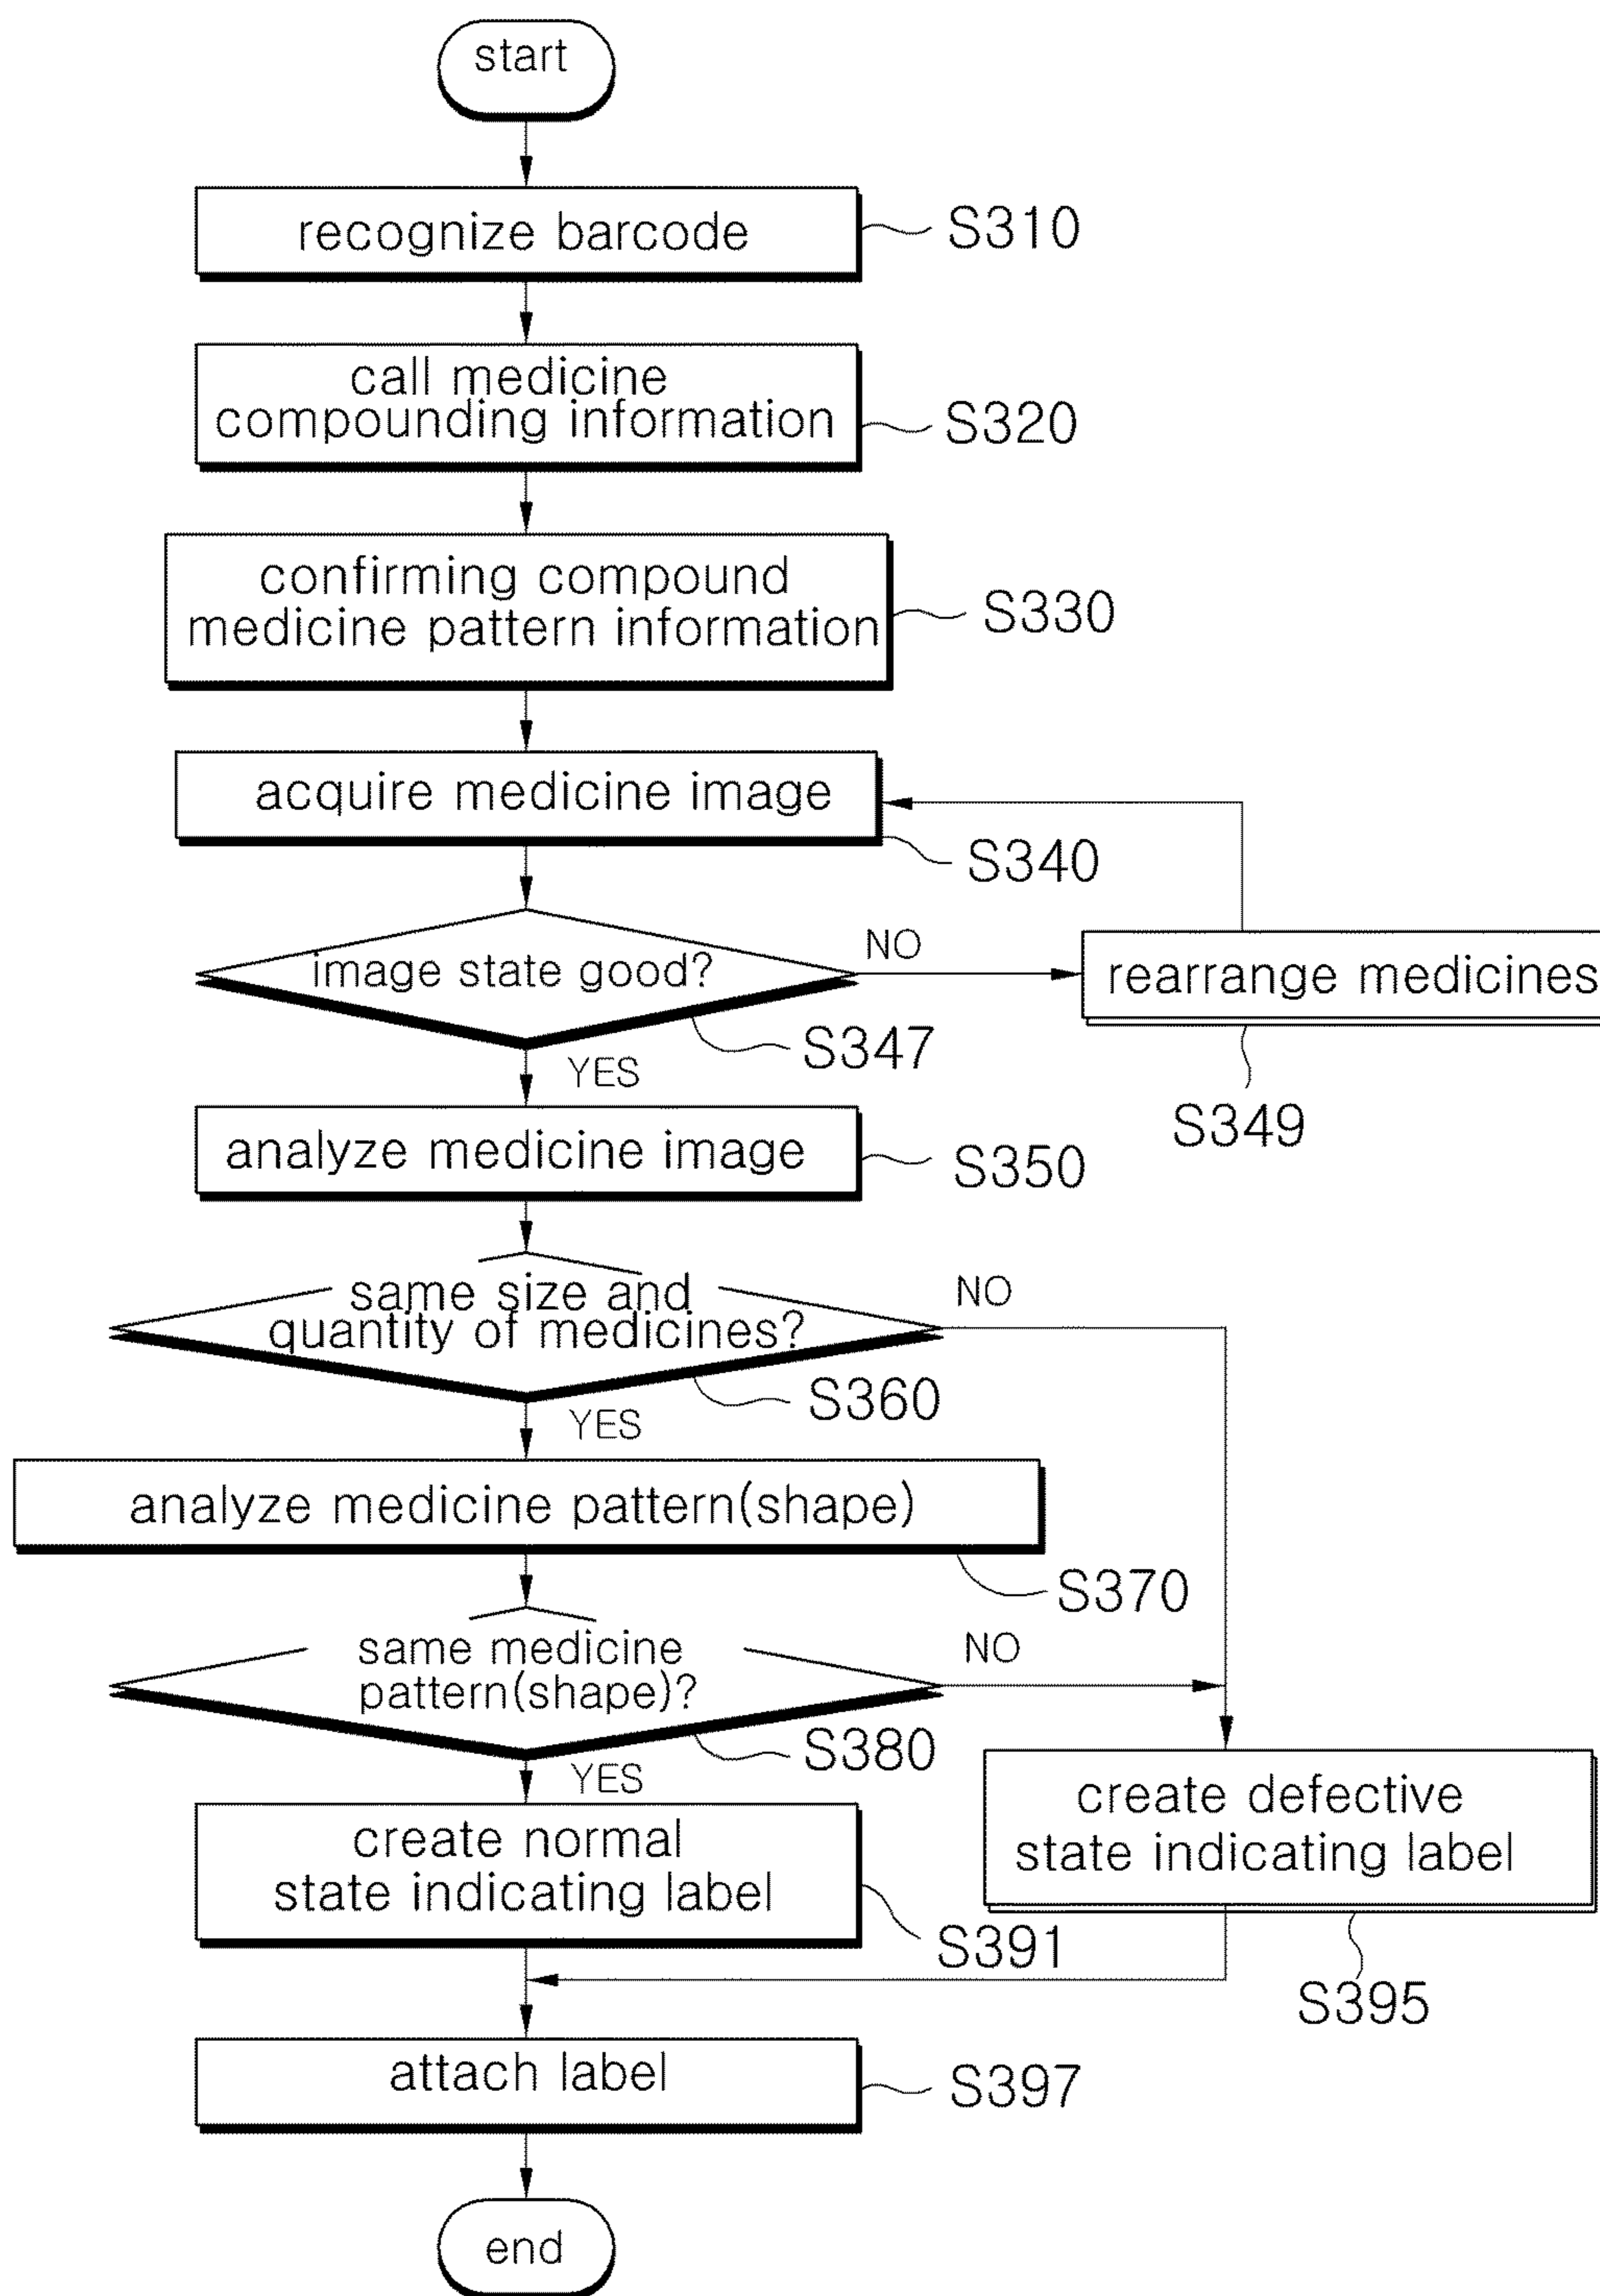 start
recognize barcode
S310
call medicine
compounding information
S320
confirming compound
medicine pattern information
S330
acquire medicine image
S340
image state good?
NO
rearrange medicines
S347
YES
S349
analyze medicine image
S350
same size and
quantity of medicines?
NO
S360
YES
analyze medicine pattern(shape)
S370
same medicine
pattern(shape)?
NO
S380
YES
create normal
state indicating label
S391
create defective
state indicating label
S395
attach label
S397
end